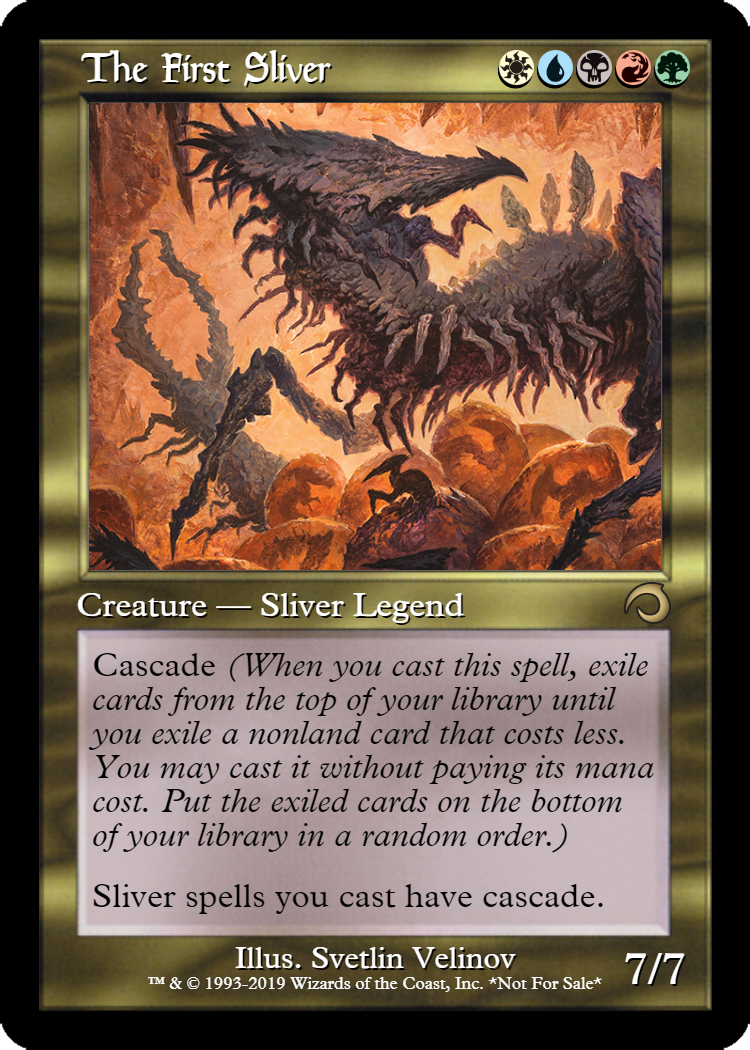 The First Sliver
Creature — Sliver Legend
Cascade (When you cast this spell, exile
cards from the top of your library until
you exile a nonland card that costs less.
You may cast it without paying its mana
cost. Put the exiled cards on the bottom
of your library in a random order.)
Sliver spells you cast have cascade.
Illus. Svetlin Velinov
7/7
™ & © 1993-2019 Wizards of the Coast, Inc. *Not For Sale*